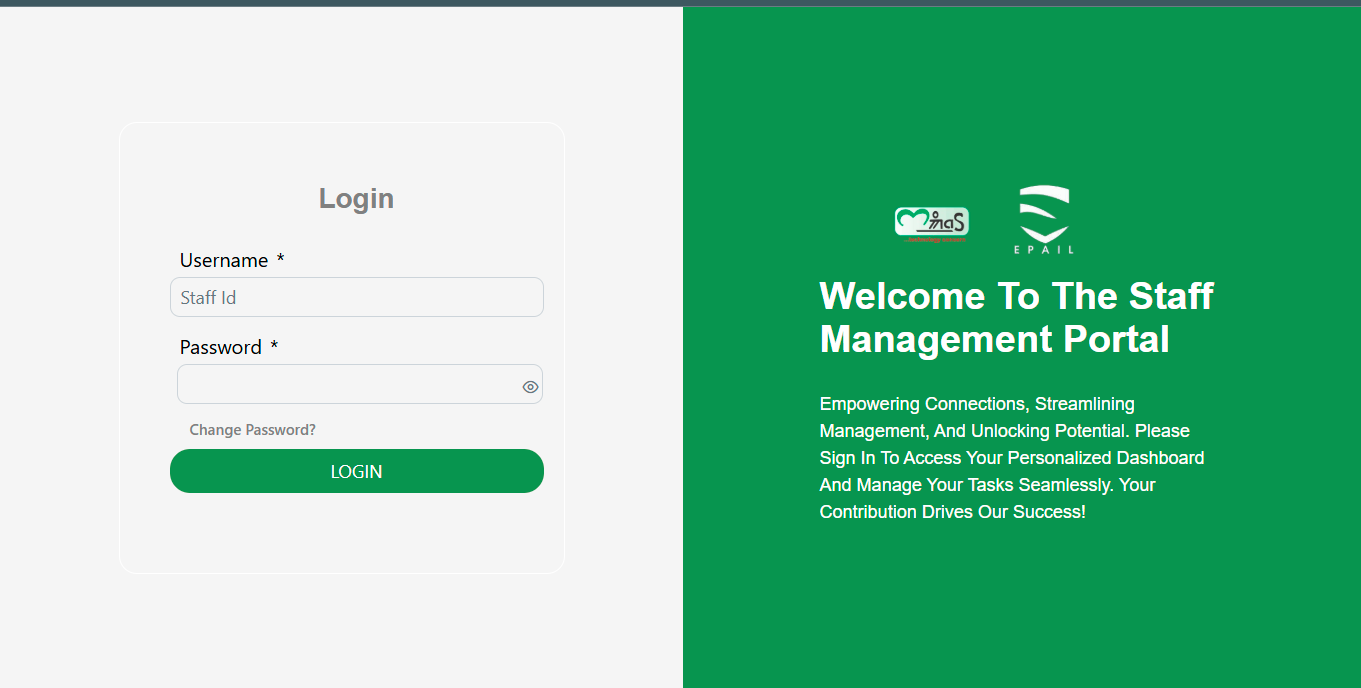 Login
Username *
Staff Id
Password *
Change Password?
LOGIN
EPAIL
Welcome To The Staff
Management Portal
Empowering Connections, Streamlining
Management, And Unlocking Potential. Please
Sign In To Access Your Personalized Dashboard
And Manage Your Tasks Seamlessly. Your
Contribution Drives Our Success!